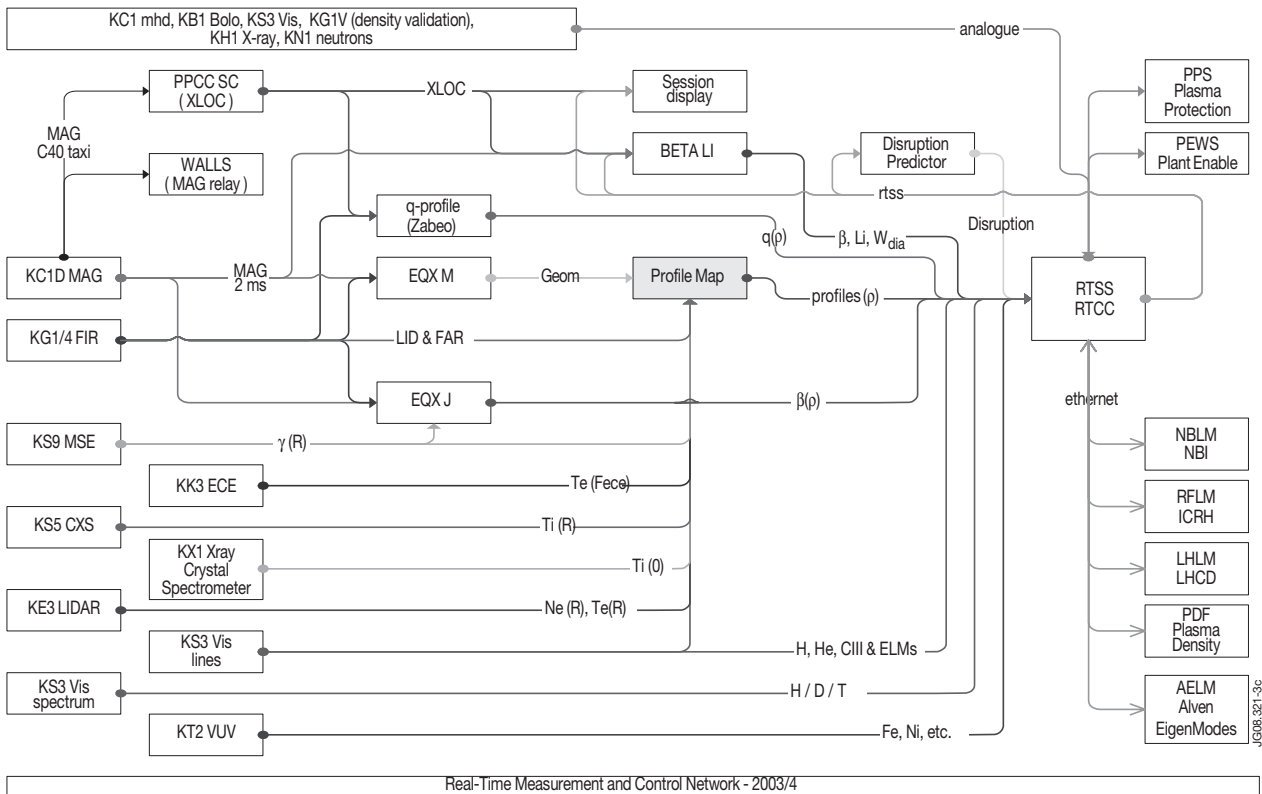 KC1 mhd, KB1 Bolo, KS3 Vis, KG1V (density validation),
KH1 X-ray, KN1 neutrons
analogue
PPCC SC
( XLOC )
XLOC
Session
display
PPS
Plasma
Protection
MAG
C40 taxi
WALLS
( MAG relay )
BETA LI
Disruption
Predictor
PEWS
Plant Enable
rtss
q-profile
(Zabeo)
q(ρ)
β, Li, Wdia
Disruption
KC1D MAG
MAG
2 ms
EQX M
Geom
Profile Map
profiles (ρ)
RTSS
RTCC
KG1/4 FIR
LID & FAR
EQX J
β(ρ)
ethernet
KS9 MSE
γ (R)
NBLM
NBI
KK3 ECE
Te (Fece)
RFLM
ICRH
KS5 CXS
Ti (R)
KX1 Xray
Crystal
Spectrometer
Ti (0)
LHLM
LHCD
KE3 LIDAR
Ne (R), Te(R)
PDF
Plasma
Density
KS3 Vis
lines
H, He, CIII & ELMs
KS3 Vis
spectrum
H / D / T
AELM
Alven
EigenModes
KT2 VUV
Fe, Ni, etc.
JG08.321-3c
Real-Time Measurement and Control Network - 2003/4